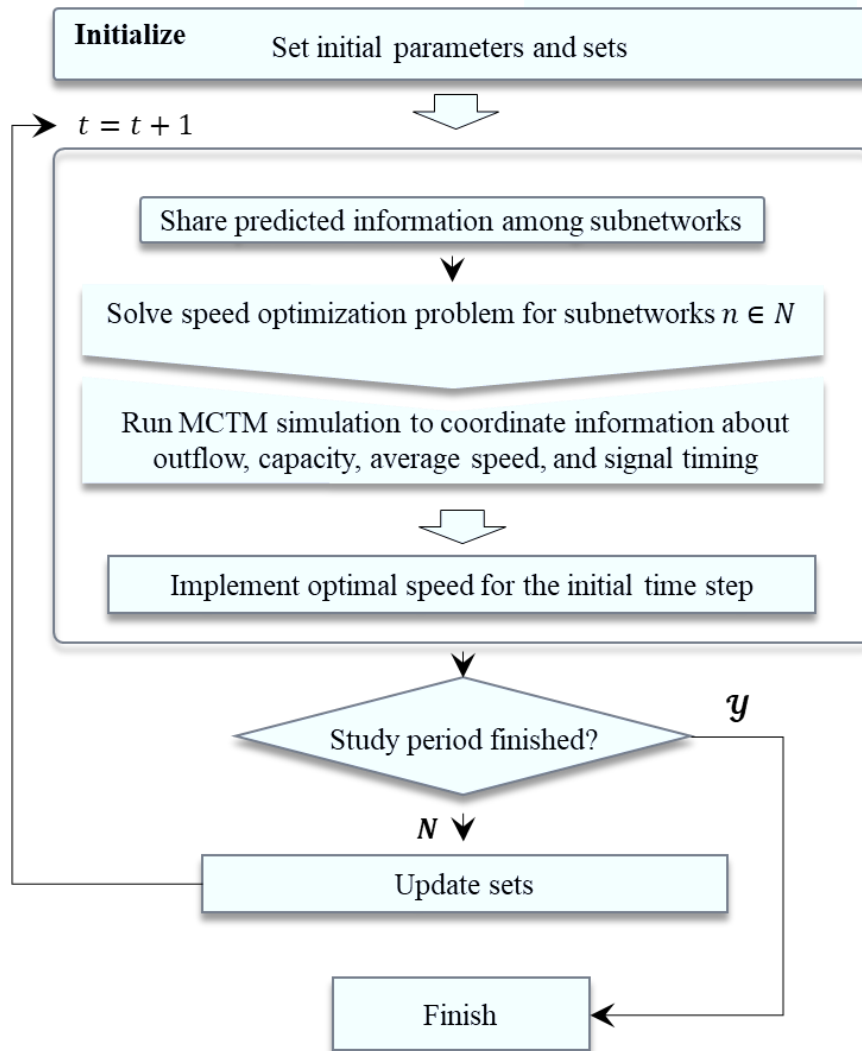 Initialize
Set initial parameters and sets
t = t + 1
Share predicted information among subnetworks
Solve speed optimization problem for subnetworks n ∈ N
Run MCTM simulation to coordinate information about
outflow, capacity, average speed, and signal timing
Implement optimal speed for the initial time step
Study period finished?
Y
N
Update sets
Finish